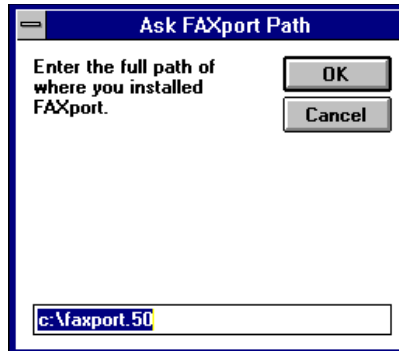 Ask FAXport Path
Enter the full path of
where you installed
FAXport.
OK
Cancel
c:\faxport.50